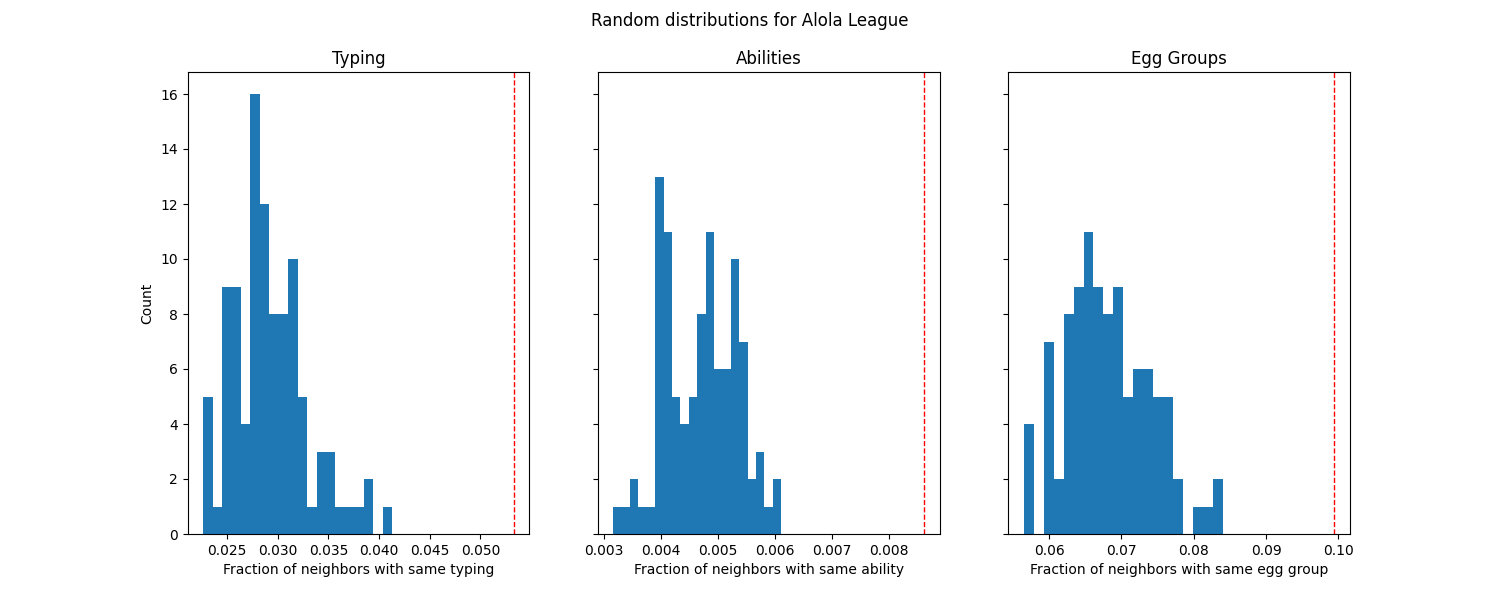 Random distributions for Alola League
Typing
Abilities
Egg Groups
16
14
12
10
8
6
4
2
0
Count
0.025 0.030 0.035 0.040 0.045 0.050
0.003 0.004 0.005 0.006 0.007 0.008
0.06 0.07 0.08 0.09 0.10
Fraction of neighbors with same typing
Fraction of neighbors with same ability
Fraction of neighbors with same egg group